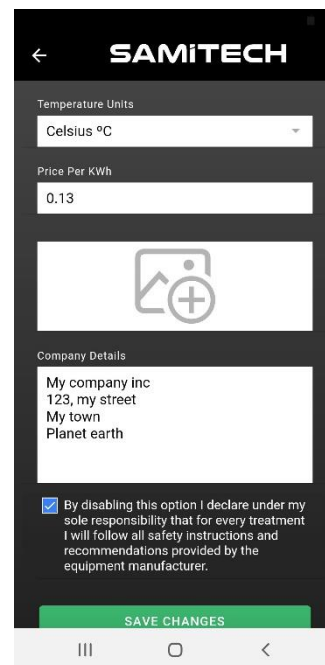 SAMiTECH
Temperature Units
Celsius ºC
Price Per KWh
0.13
Company Details
My company inc
123, my street
My town
Planet earth
By disabling this option I declare under my
sole responsibility that for every treatment
I will follow all safety instructions and
recommendations provided by the
equipment manufacturer.
SAVE CHANGES